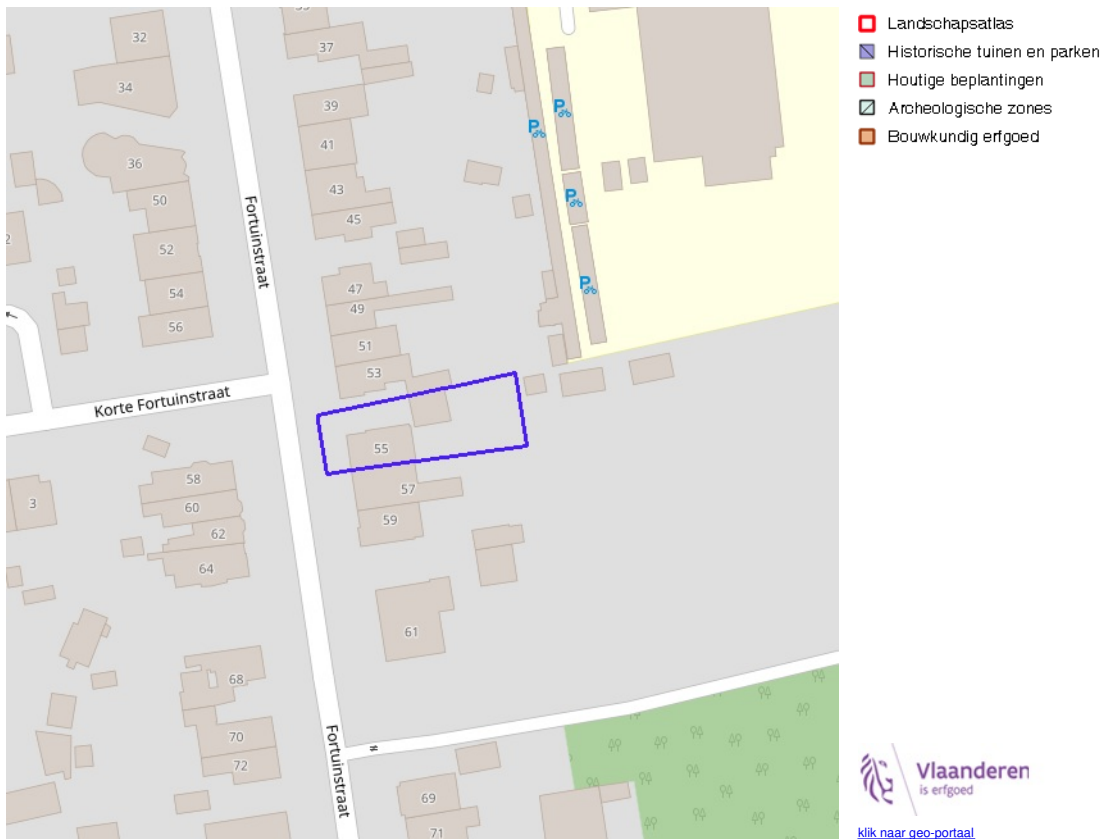 32
34
36
50
52
54
56
37
39
41
43
45
47
49
51
53
55
57
59
61
58
60
62
64
68
70
72
69
71
3
Fortuinstraat
Korte Fortuinstraat
Fortuinstraat
P
P
P
P
Landschapsatlas
Historische tuinen en parken
Houtige beplantingen
Archeologische zones
Bouwkundig erfgoed
Vlaanderen
is erfgoed
klik naar geo-portaal